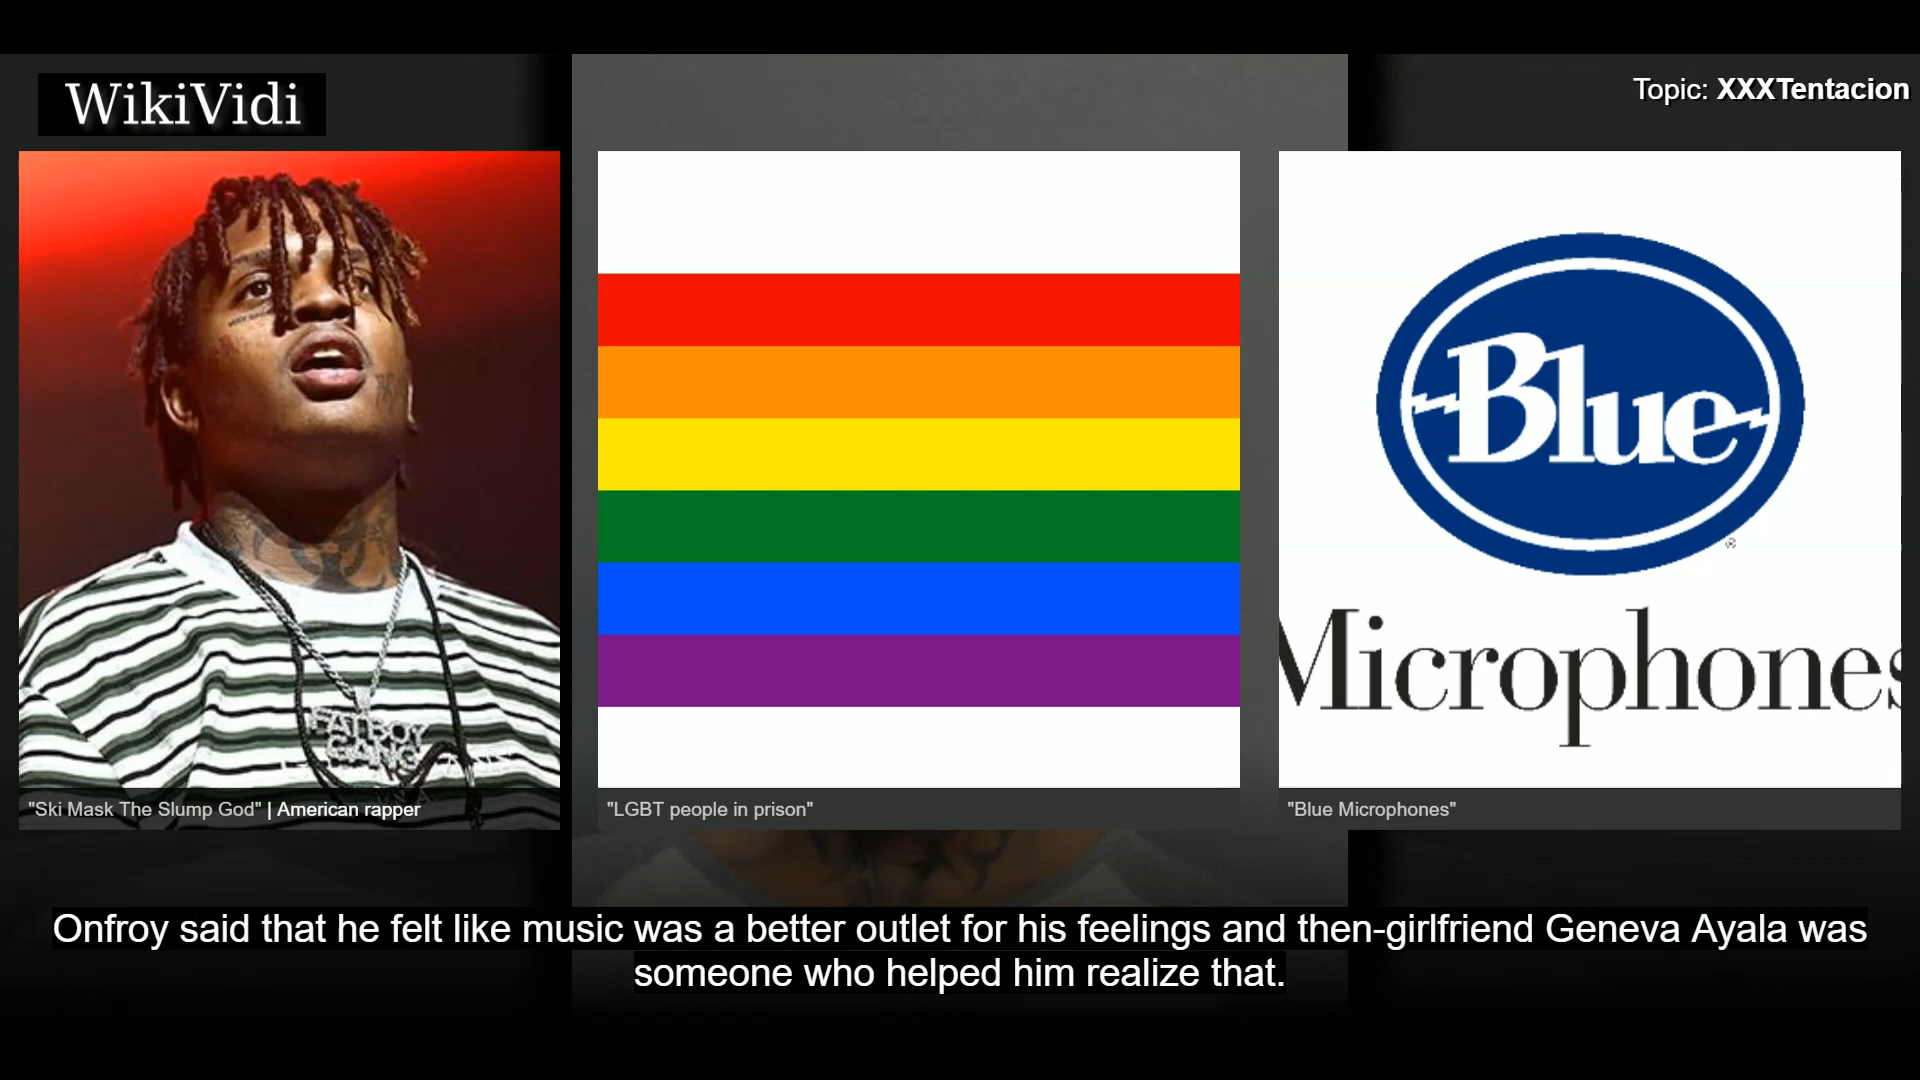 WikiVidi
Topic: XXXTentacion
FATBOY
GANG
Blue
®
Microphones
"Ski Mask The Slump God" | American rapper
"LGBT people in prison"
"Blue Microphones"
Onfroy said that he felt like music was a better outlet for his feelings and then-girlfriend Geneva Ayala was
someone who helped him realize that.